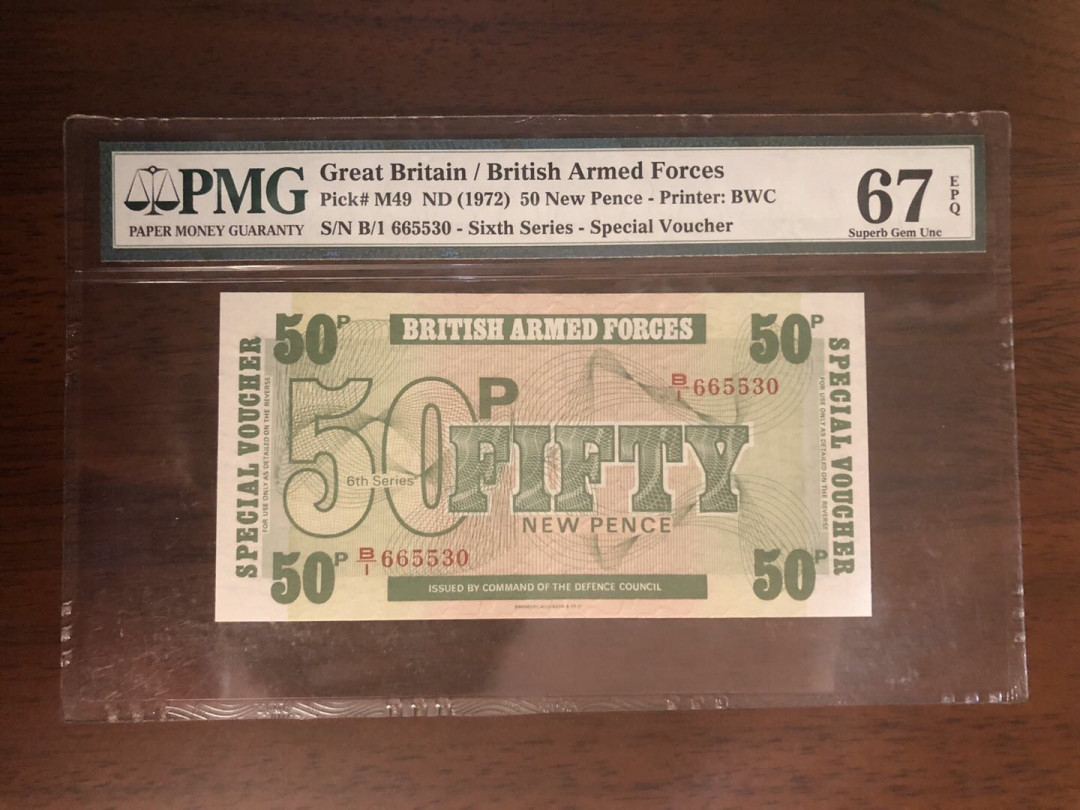 PMG
PAPER MONEY GUARANTY
Great Britain / British Armed Forces
Pick# M49 ND (1972) 50 New Pence - Printer: BWC
S/N B/1 665530 - Sixth Series - Special Voucher
67
EPQ
Superb Gem Unc
50P
BRITISH ARMED FORCES
50P
SPECIAL VOUCHER
FOR USE ONLY AS DETAILED ON THE REVERSE
B/1 665530
50P
FIFTY
6th Series
NEW PENCE
SPECIAL VOUCHER
FOR USE ONLY AS DETAILED ON THE REVERSE
50P
B/1 665530
ISSUED BY COMMAND OF THE DEFENCE COUNCIL
50P